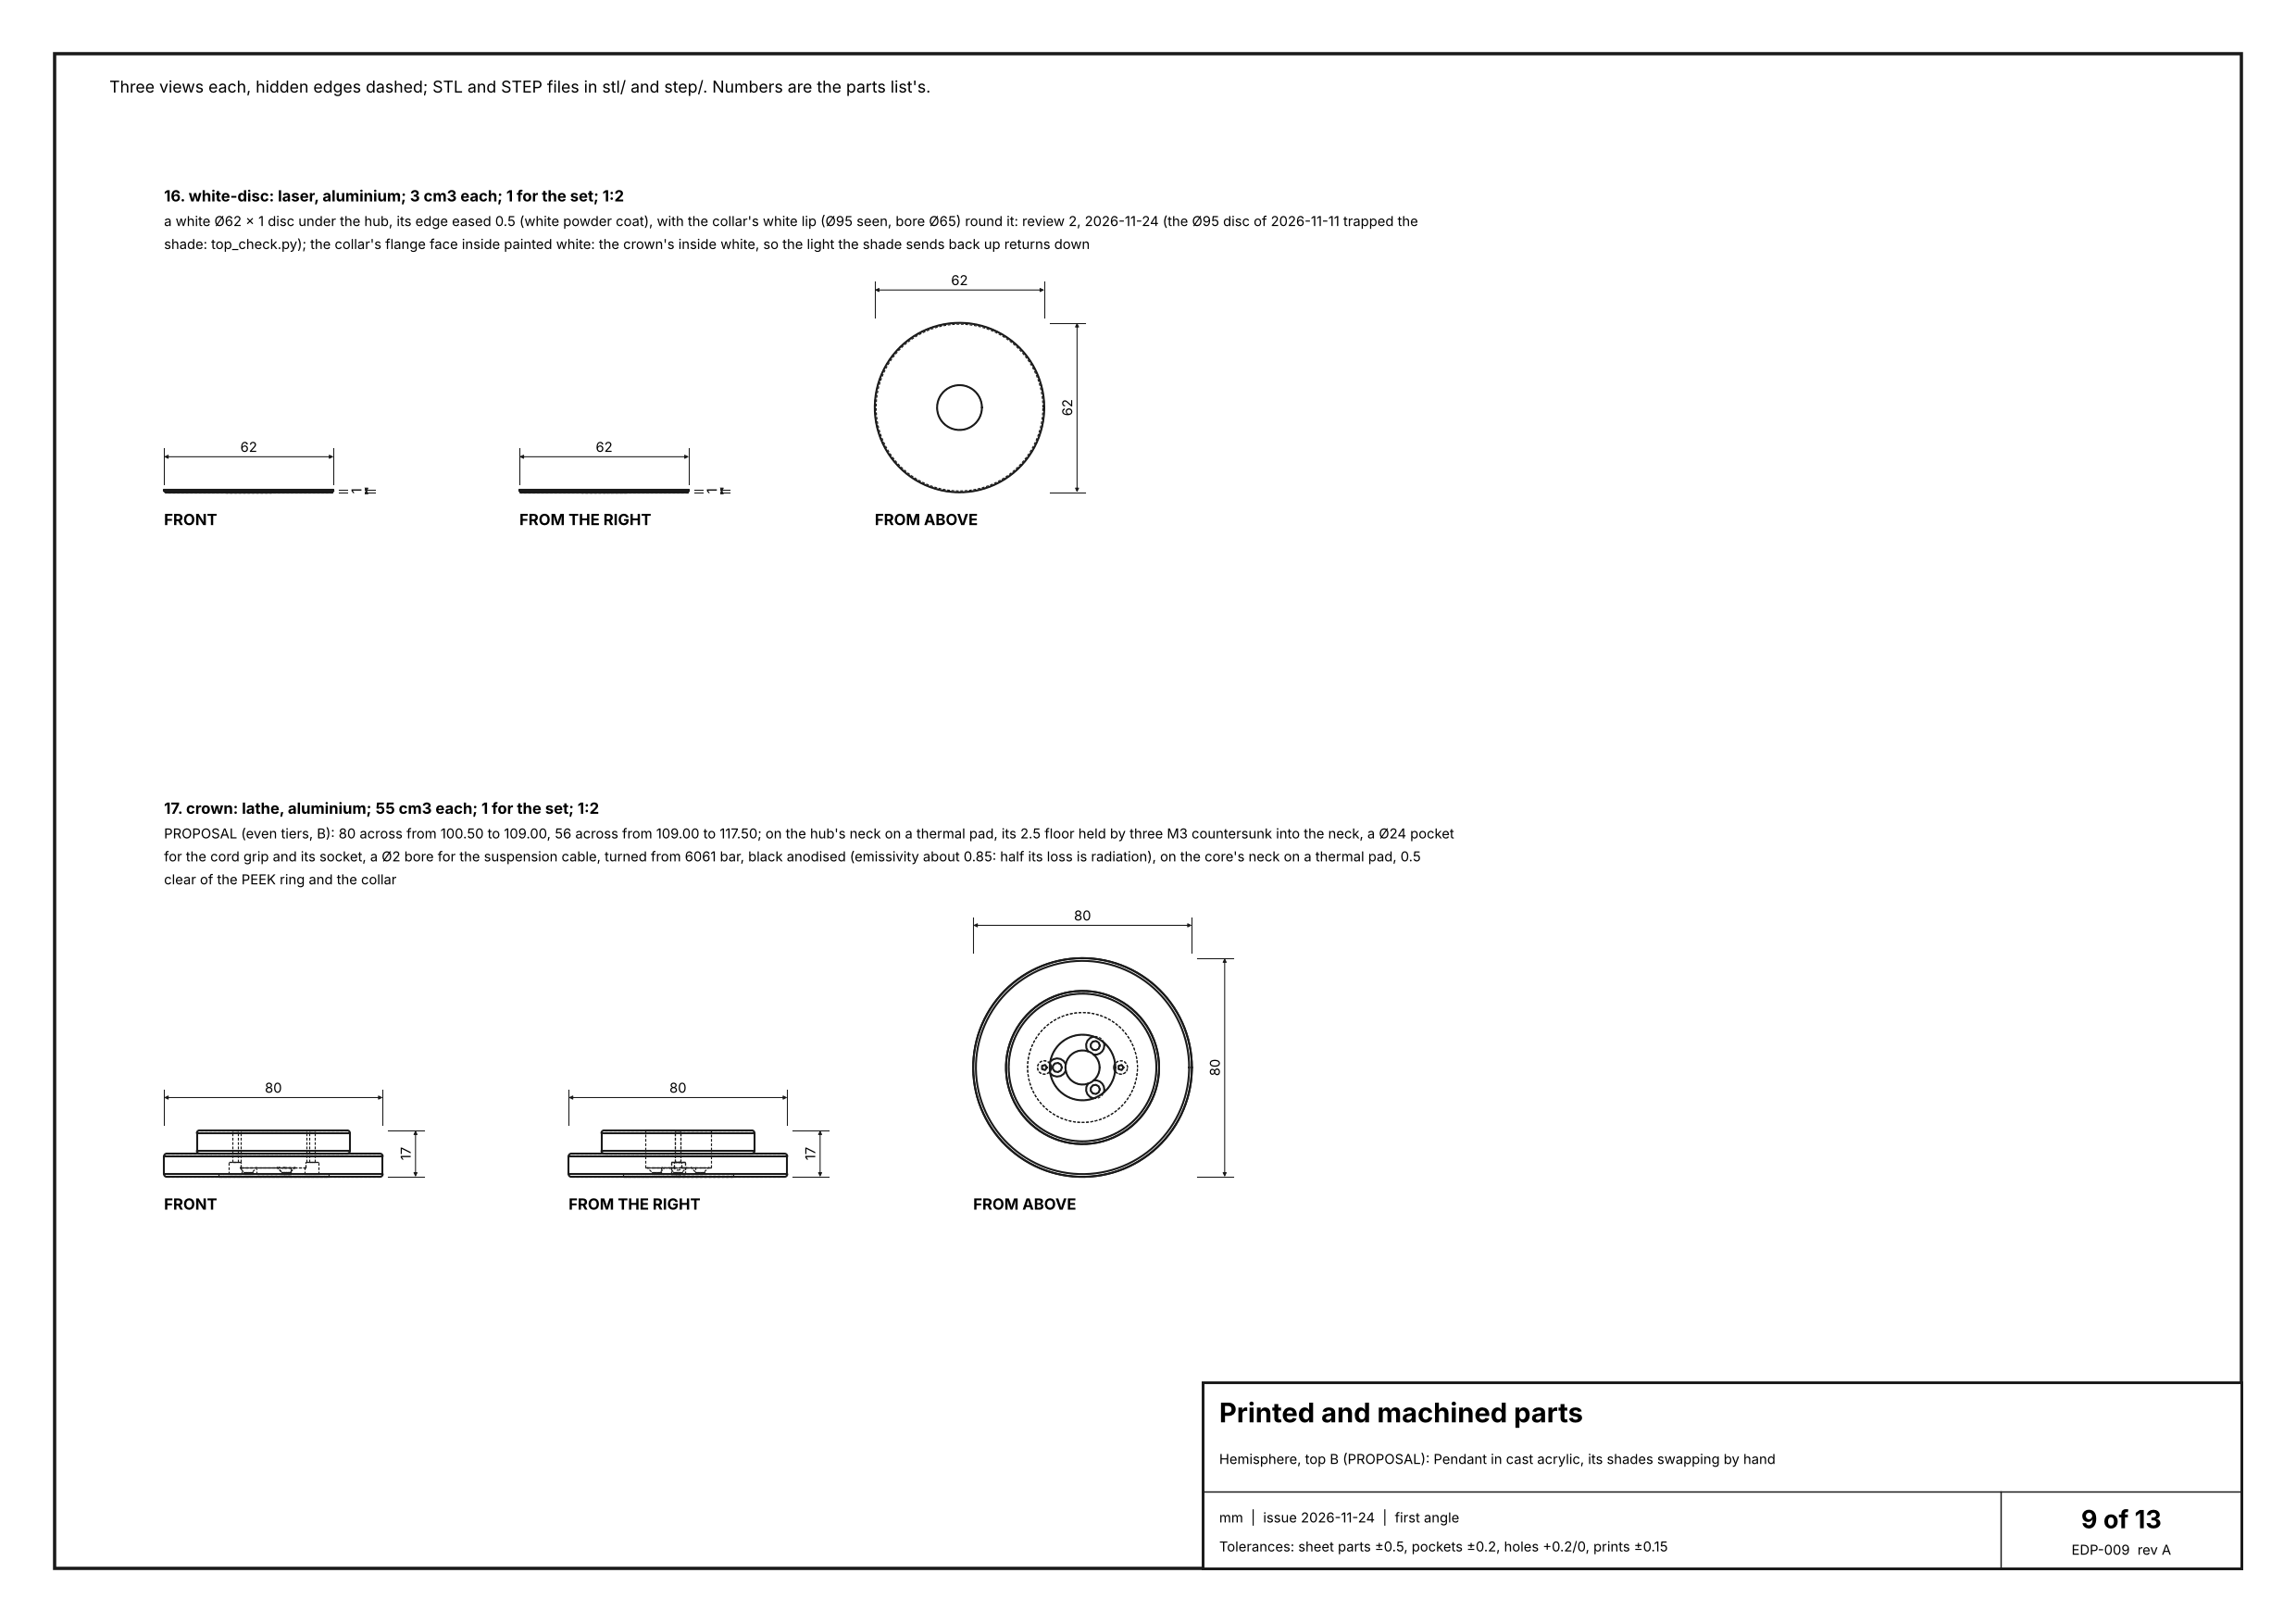 Three views each, hidden edges dashed; STL and STEP files in stl/ and step/. Numbers are the parts list's.
16. white-disc: laser, aluminium; 3 cm3 each; 1 for the set; 1:2
a white Ø62 × 1 disc under the hub, its edge eased 0.5 (white powder coat), with the collar's white lip (Ø95 seen, bore Ø65) round it: review 2, 2026-11-24 (the Ø95 disc of 2026-11-11 trapped the
shade: top_check.py); the collar's flange face inside painted white: the crown's inside white, so the light the shade sends back up returns down
62
62
62
62
1
1
FRONT
FROM THE RIGHT
FROM ABOVE
17. crown: lathe, aluminium; 55 cm3 each; 1 for the set; 1:2
PROPOSAL (even tiers, B): 80 across from 100.50 to 109.00, 56 across from 109.00 to 117.50; on the hub's neck on a thermal pad, its 2.5 floor held by three M3 countersunk into the neck, a Ø24 pocket
for the cord grip and its socket, a Ø2 bore for the suspension cable, turned from 6061 bar, black anodised (emissivity about 0.85: half its loss is radiation), on the core's neck on a thermal pad, 0.5
clear of the PEEK ring and the collar
80
80
80
80
17
17
FRONT
FROM THE RIGHT
FROM ABOVE
Printed and machined parts
Hemisphere, top B (PROPOSAL): Pendant in cast acrylic, its shades swapping by hand
mm | issue 2026-11-24 | first angle
Tolerances: sheet parts ±0.5, pockets ±0.2, holes +0.2/0, prints ±0.15
9 of 13
EDP-009 rev A